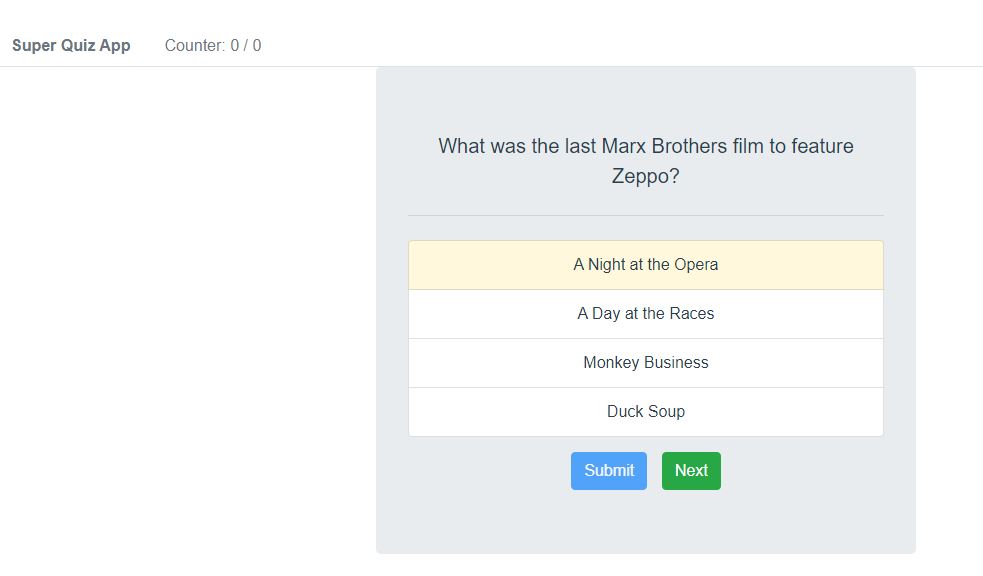 Super Quiz App Counter: 0 / 0
What was the last Marx Brothers film to feature
Zeppo?
A Night at the Opera
A Day at the Races
Monkey Business
Duck Soup
Submit Next